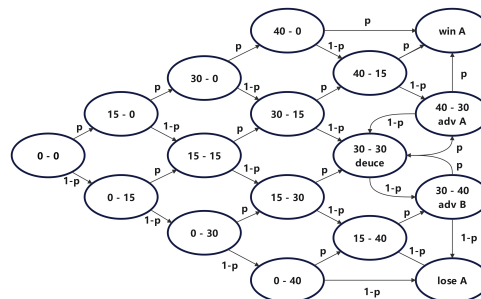 40 - 0
p
win A
p
1-p
p
30 - 0
40 - 15
p
1-p
p
1-p
p
15 - 0
30 - 15
40 - 30
adv A
p
1-p
p
1-p
1-p
0 - 0
15 - 15
30 - 30
deuce
p
1-p
p
1-p
p
1-p
0 - 15
15 - 30
30 - 40
adv B
1-p
p
1-p
p
0 - 30
15 - 40
1-p
1-p
p
1-p
0 - 40
lose A
1-p